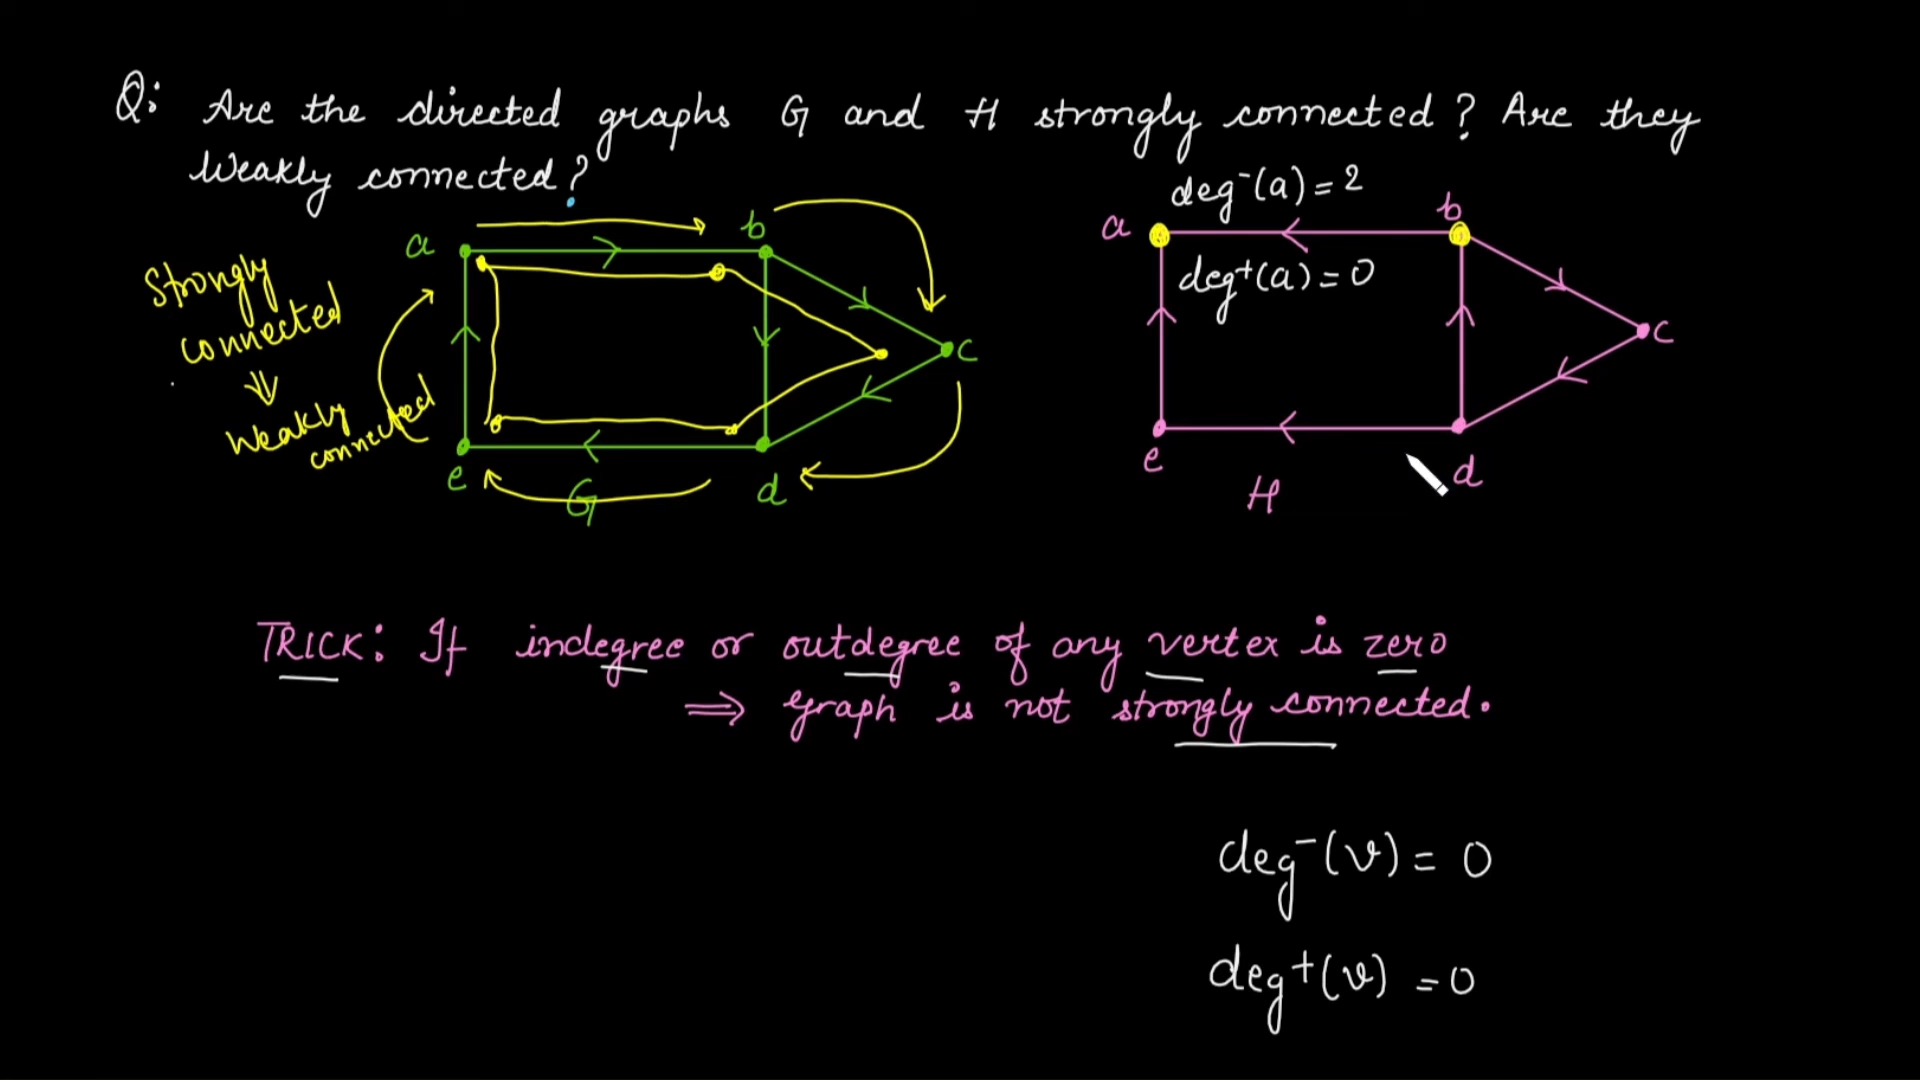 Q: Are the directed graphs G and H strongly connected? Are they
Weakly connected?
deg⁻(a) = 2
a
b
c
d
e
G
Strongly
connected
⇓
Weakly
connected
a
b
deg⁺(a) = 0
c
e
d
H
TRICK: If indegree or outdegree of any vertex is zero
⟹ graph is not strongly connected.
deg⁻(v) = 0
deg⁺(v) = 0